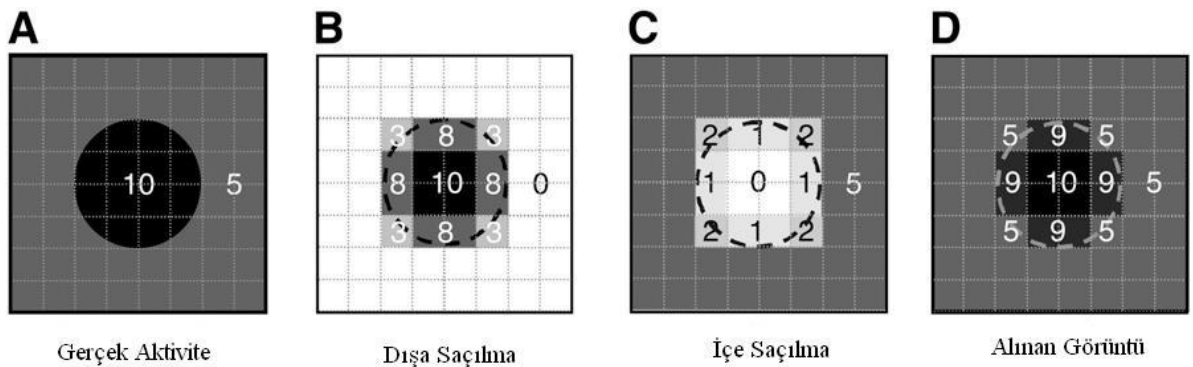 A B C D
10 5
3 8 3
8 10 8 0
3 8 3
2 1 2
1 0 1 5
2 1 2
5 9 5
9 10 9 5
5 9 5
Gerçek Aktivite
Dışa Saçılma
İçe Saçılma
Alınan Görüntü